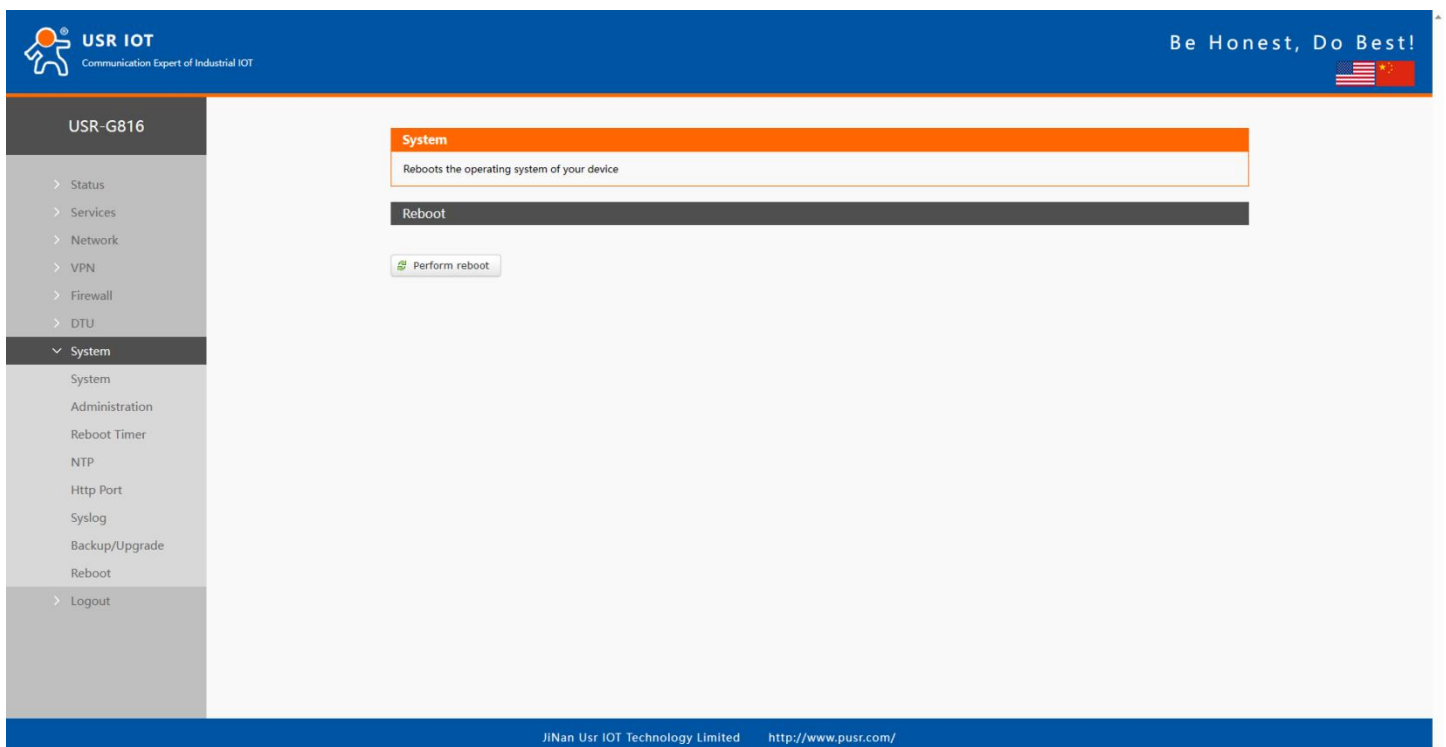 USR IOT
Communication Expert of Industrial IOT
Be Honest, Do Best!
USR-G816
Status
Services
Network
VPN
Firewall
DTU
System
System
Administration
Reboot Timer
NTP
Http Port
Syslog
Backup/Upgrade
Reboot
Logout
System
Reboots the operating system of your device
Reboot
Perform reboot
JiNan Usr IOT Technology Limited http://www.pusr.com/